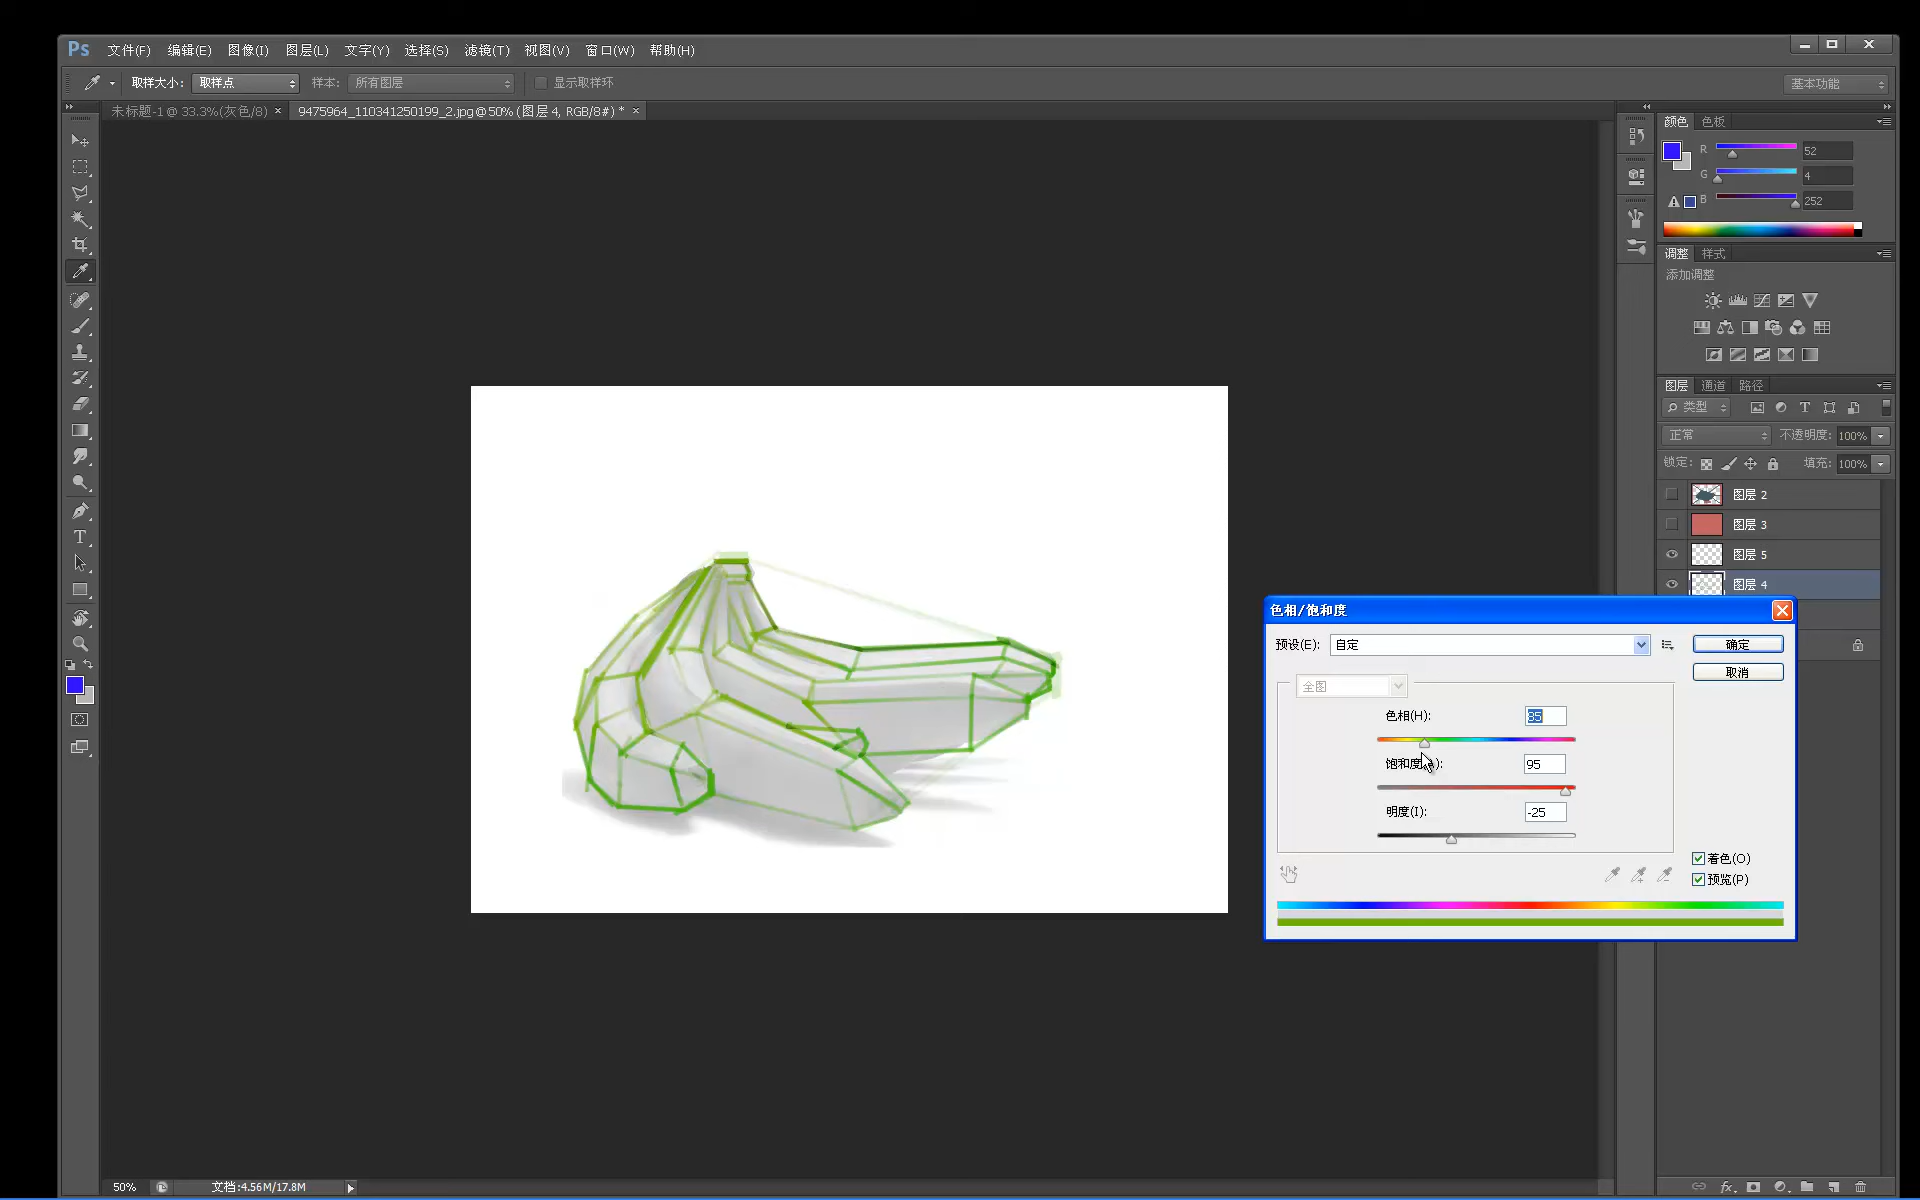 Ps 文件(F) 编辑(E) 图像(I) 图层(L) 文字(Y) 选择(S) 滤镜(T) 视图(V) 窗口(W) 帮助(H)
取样大小: 取样点 样本: 所有图层 显示取样环 基本功能
未标题-1 @ 33.3%(灰色/8) × 9475964_110341250199_2.jpg @ 50% (图层 4, RGB/8#) * ×
颜色 色板
R 52
G 4
B 252
调整 样式
添加调整
图层 通道 路径
类型
正常 不透明度: 100%
锁定: 填充: 100%
图层 2
图层 3
图层 5
图层 4
色相/饱和度
预设(E): 自定 确定
取消
全图
色相(H): 85
饱和度 95
明度(I): -25
着色(O)
预览(P)
50% 文档:4.56M/17.8M
fx